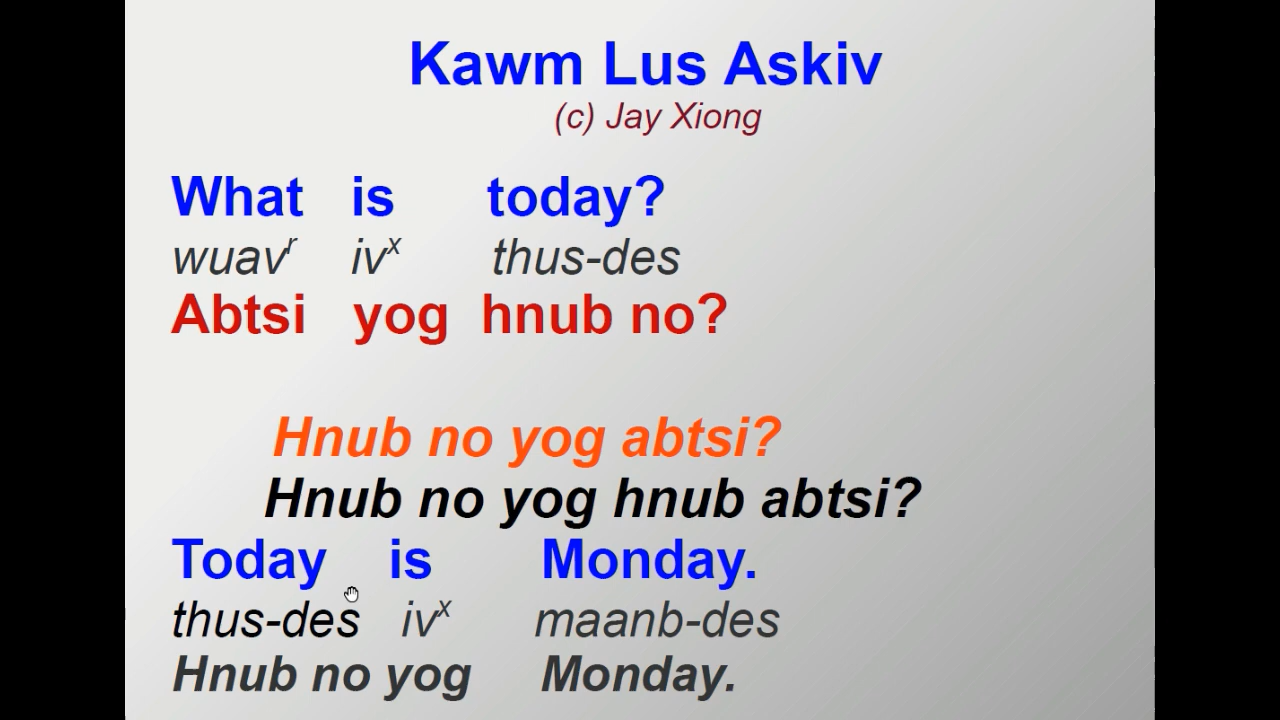 Kawm Lus Askiv
(c) Jay Xiong
What is today?
wuavʳ ivˣ thus-des
Abtsi yog hnub no?
Hnub no yog abtsi?
Hnub no yog hnub abtsi?
Today is Monday.
thus-des ivˣ maanb-des
Hnub no yog Monday.